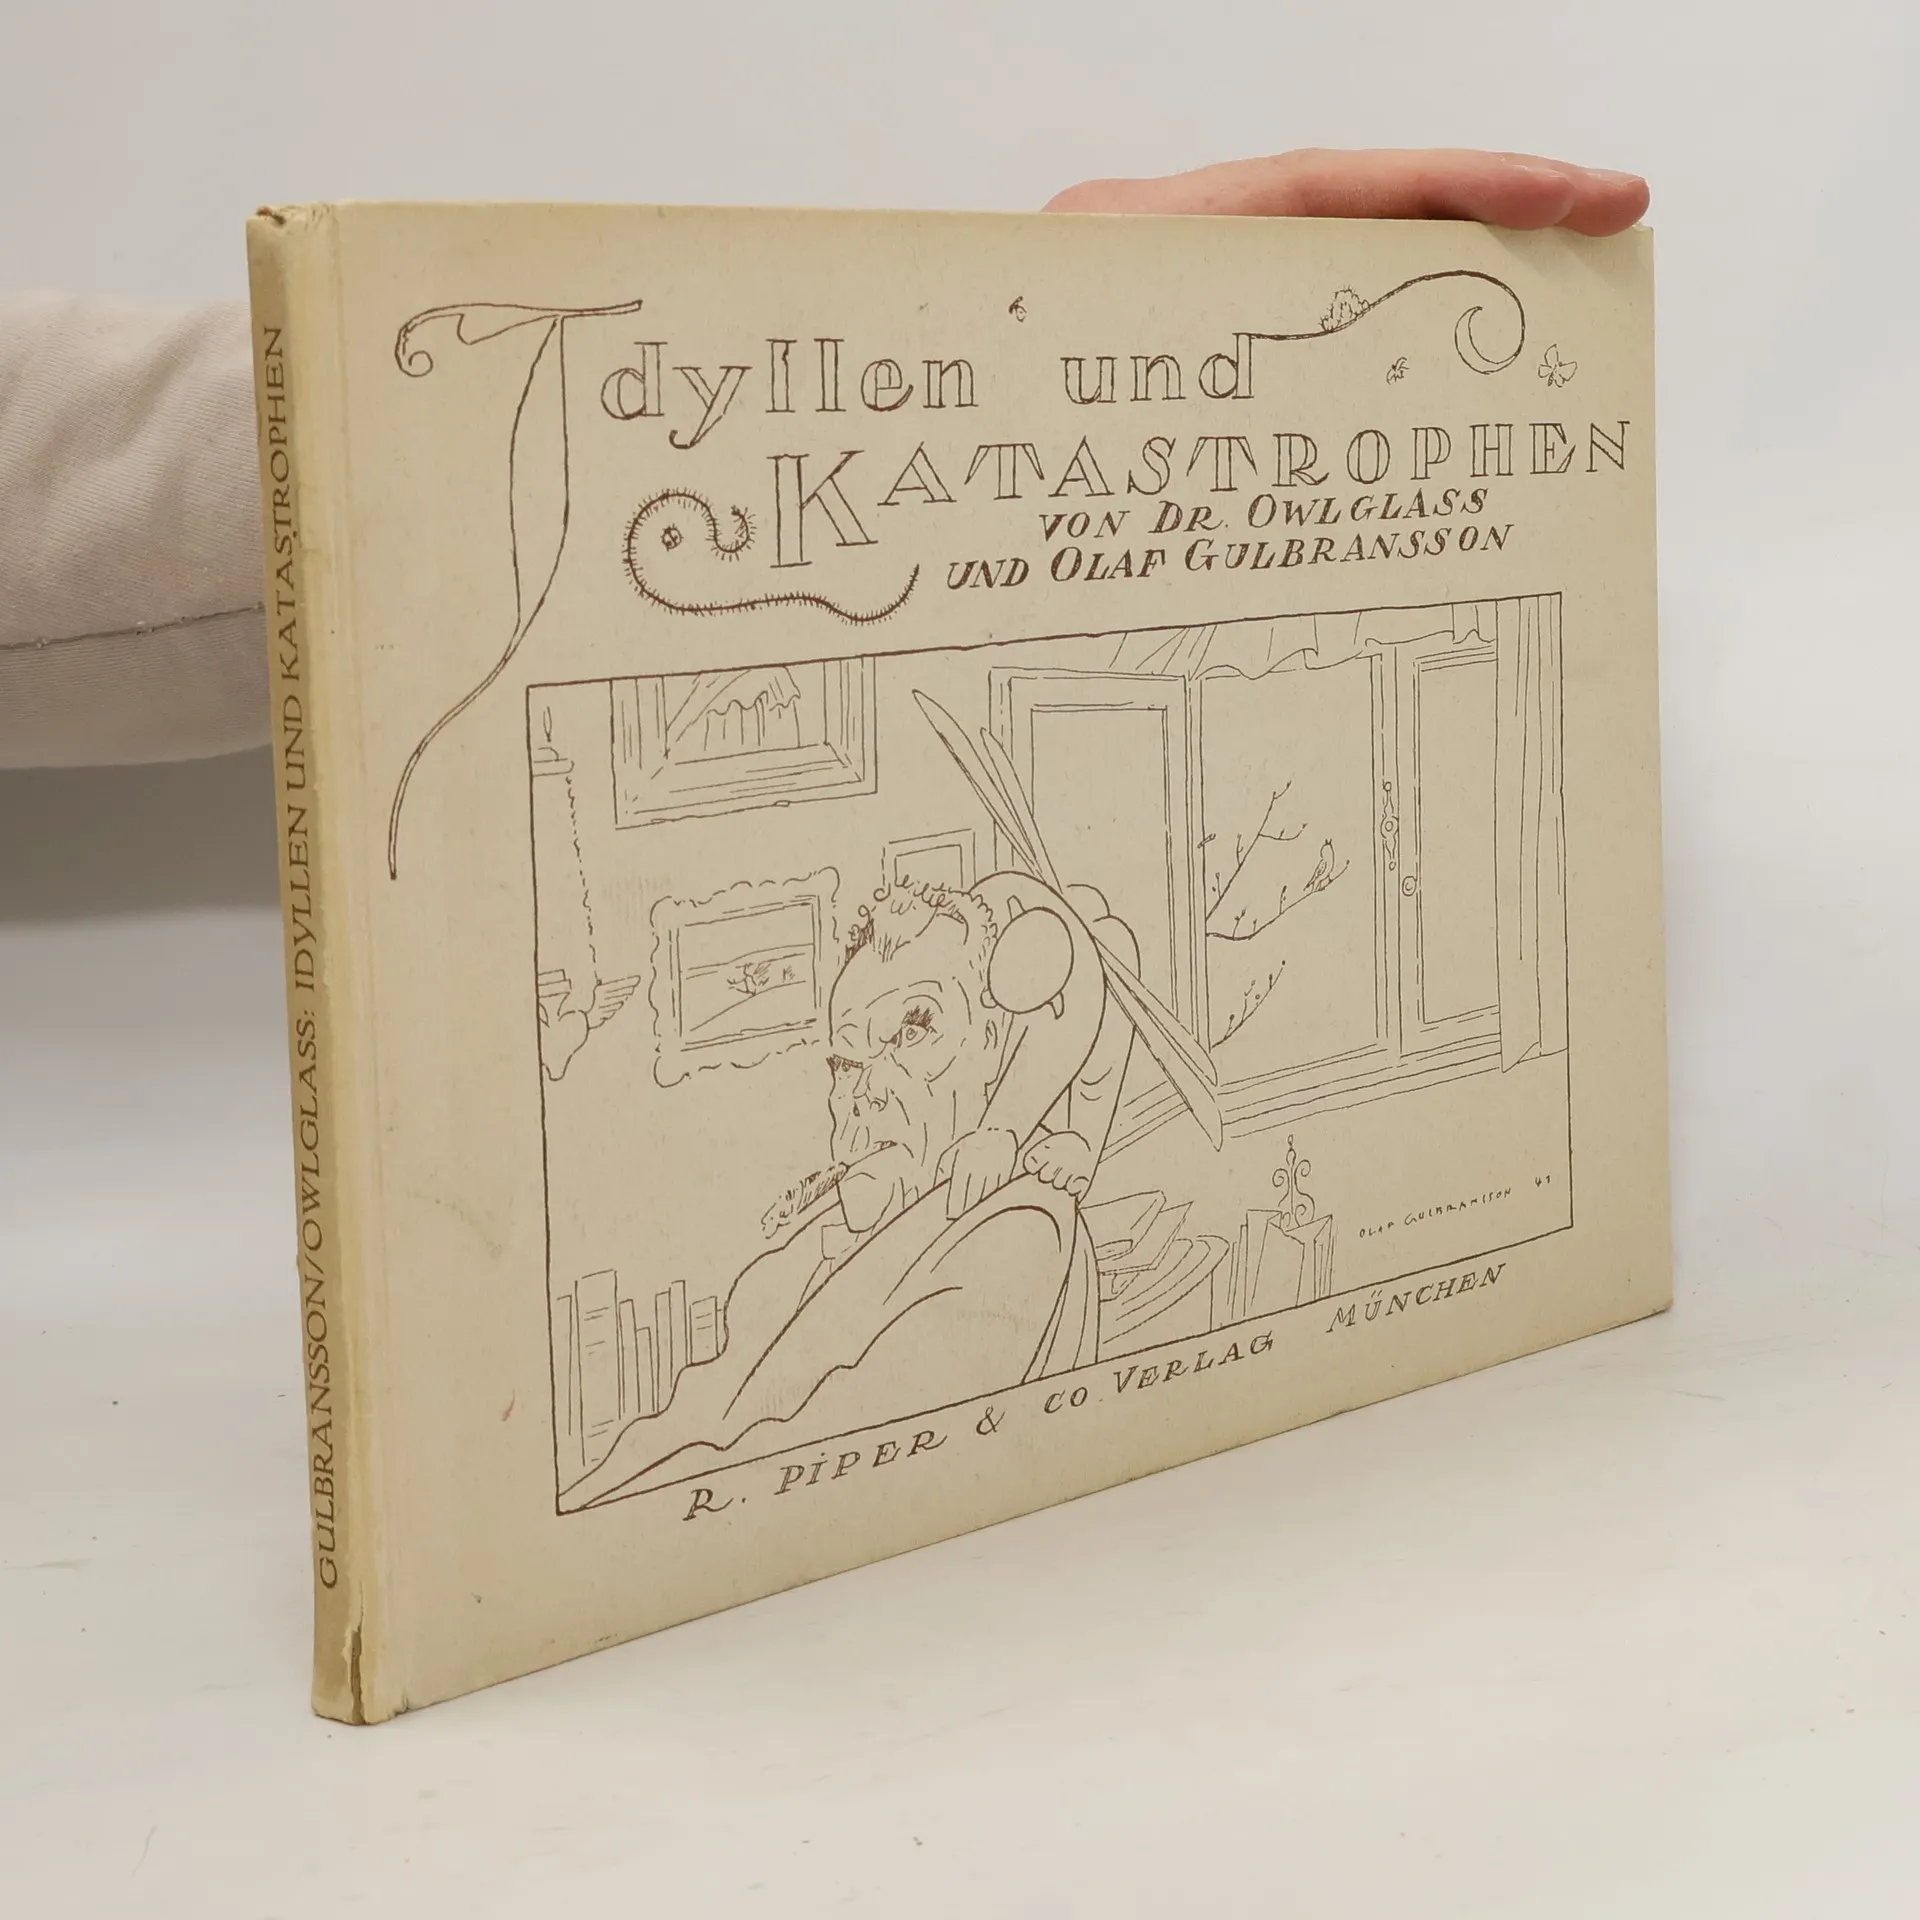 Idyllen und
KATASTROPHEN
VON DR. OWLGLASS
UND OLAF GULBRANSSON
OLAF GULBRANSSON 41
R. PIPER & CO. VERLAG MÜNCHEN
GULBRANSSON/OWLGLASS: IDYLLEN UND KATASTROPHEN